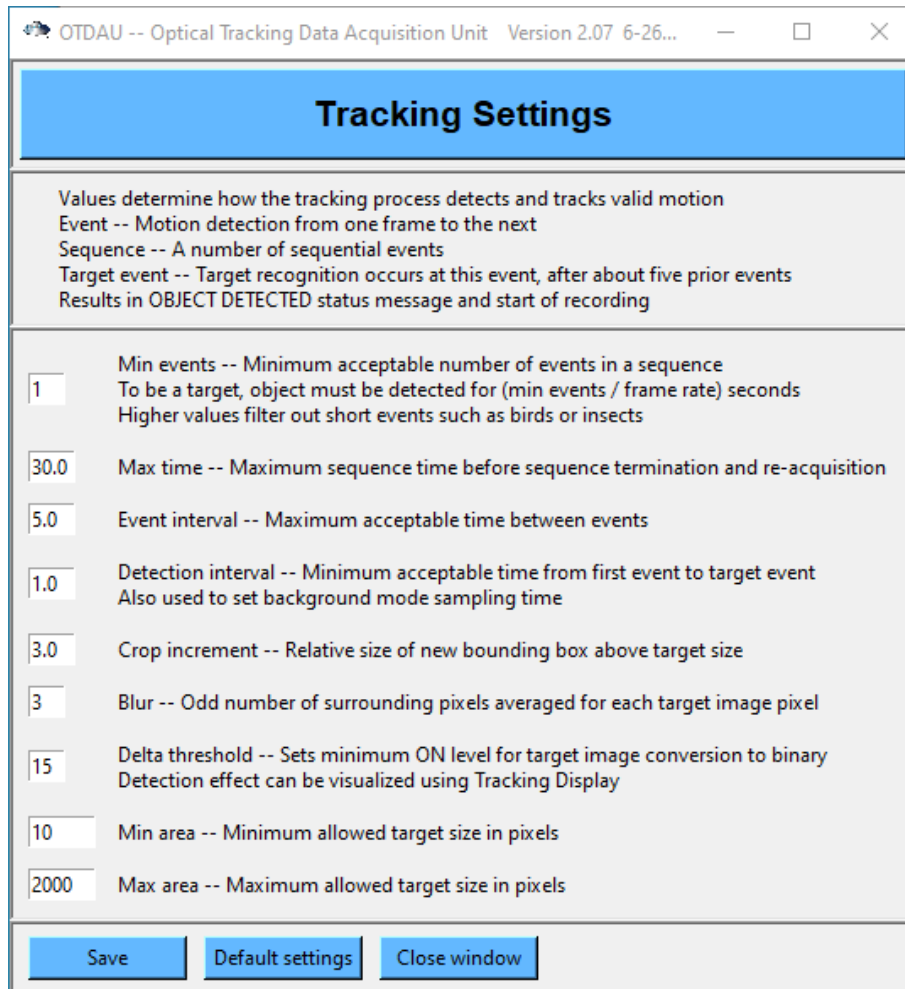 OTDAU -- Optical Tracking Data Acquisition Unit Version 2.07 6-26...
Tracking Settings
Values determine how the tracking process detects and tracks valid motion
Event -- Motion detection from one frame to the next
Sequence -- A number of sequential events
Target event -- Target recognition occurs at this event, after about five prior events
Results in OBJECT DETECTED status message and start of recording
Min events -- Minimum acceptable number of events in a sequence
1 To be a target, object must be detected for (min events / frame rate) seconds
Higher values filter out short events such as birds or insects
30.0 Max time -- Maximum sequence time before sequence termination and re-acquisition
5.0 Event interval -- Maximum acceptable time between events
1.0 Detection interval -- Minimum acceptable time from first event to target event
Also used to set background mode sampling time
3.0 Crop increment -- Relative size of new bounding box above target size
3 Blur -- Odd number of surrounding pixels averaged for each target image pixel
15 Delta threshold -- Sets minimum ON level for target image conversion to binary
Detection effect can be visualized using Tracking Display
10 Min area -- Minimum allowed target size in pixels
2000 Max area -- Maximum allowed target size in pixels
Save Default settings Close window